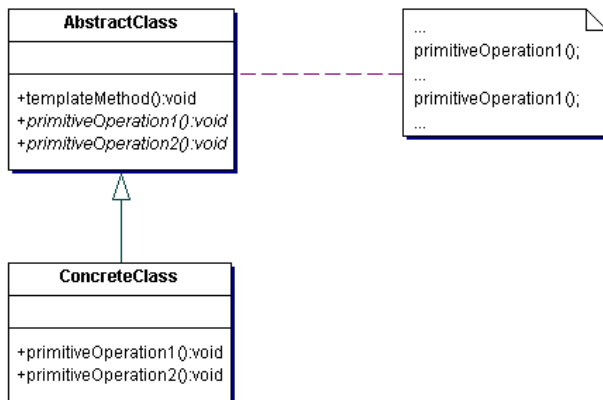 AbstractClass
+templateMethod():void
+primitiveOperation1():void
+primitiveOperation2():void
...
primitiveOperation1();
...
primitiveOperation1();
...
ConcreteClass
+primitiveOperation1():void
+primitiveOperation2():void